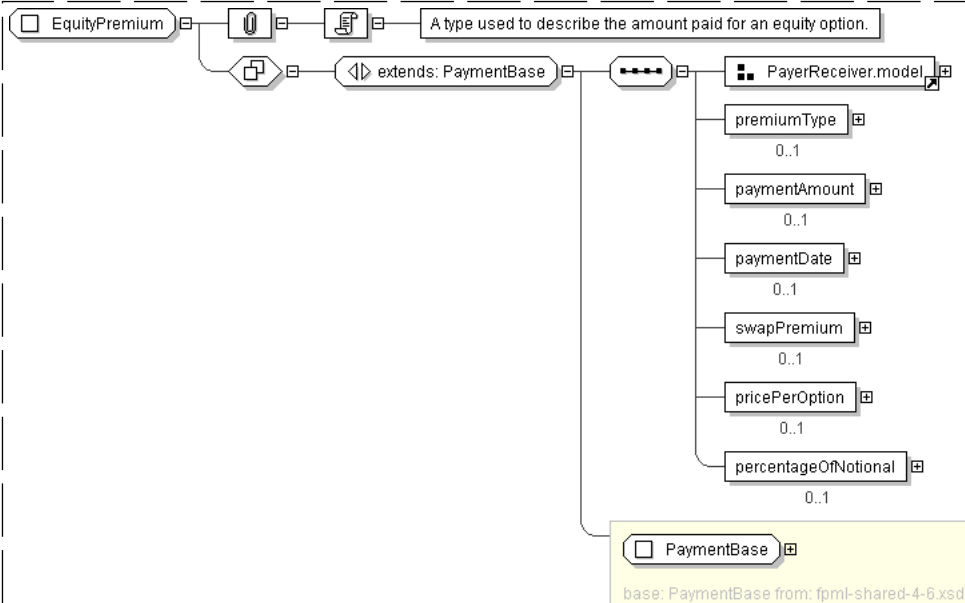 EquityPremium
A type used to describe the amount paid for an equity option.
extends: PaymentBase
PayerReceiver.model
premiumType
0..1
paymentAmount
0..1
paymentDate
0..1
swapPremium
0..1
pricePerOption
0..1
percentageOfNotional
0..1
PaymentBase
base: PaymentBase from: fpml-shared-4-6.xsd